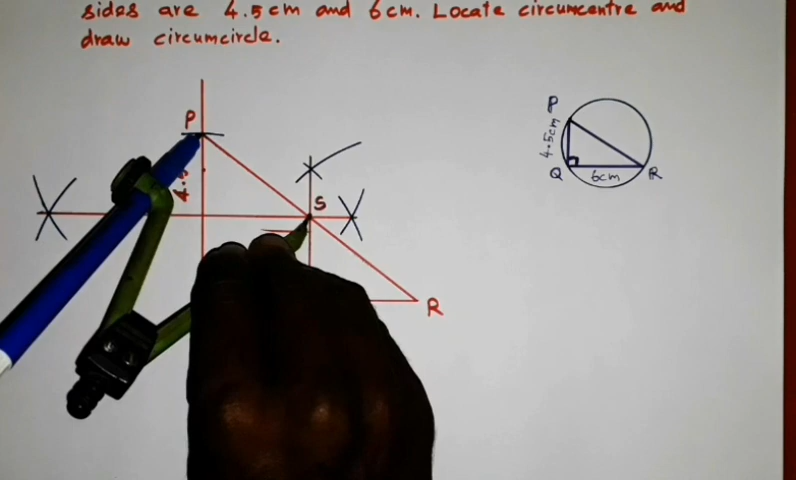 sides are 4.5cm and 6cm. Locate circumcentre and
draw circumcircle.
P
S
R
P
4.5cm
Q
6cm
R